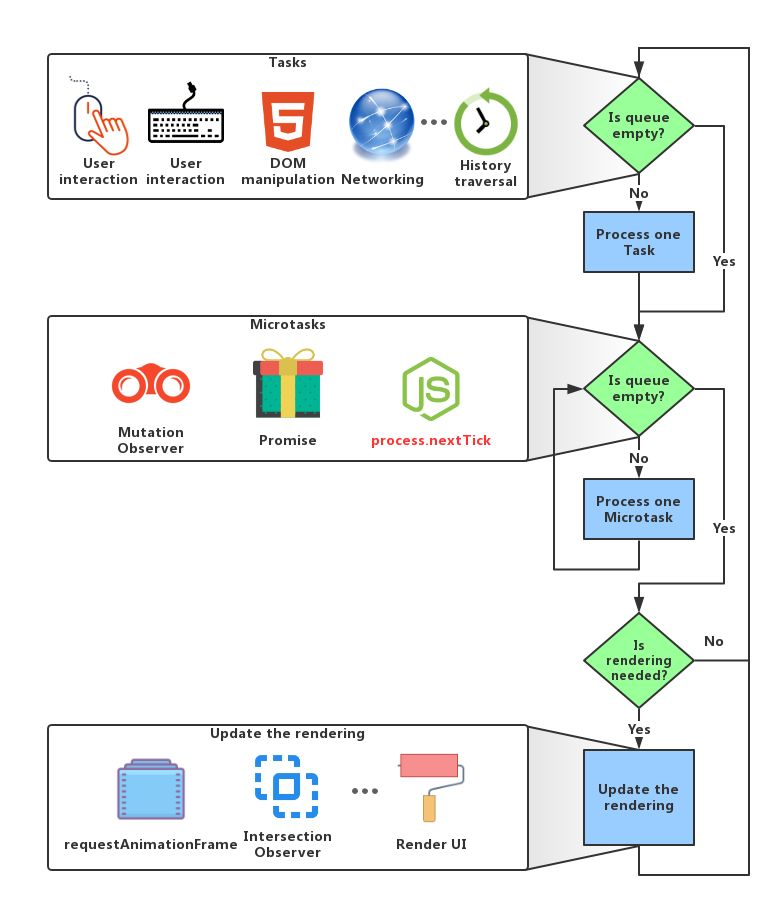 Tasks
User
interaction
User
interaction
DOM
manipulation
Networking
History
traversal
Is queue
empty?
No
Process one
Task
Yes
Microtasks
Mutation
Observer
Promise
JS
process.nextTick
Is queue
empty?
No
Process one
Microtask
Yes
Is
rendering
needed?
No
Yes
Update the rendering
requestAnimationFrame
Intersection
Observer
Render UI
Update the
rendering